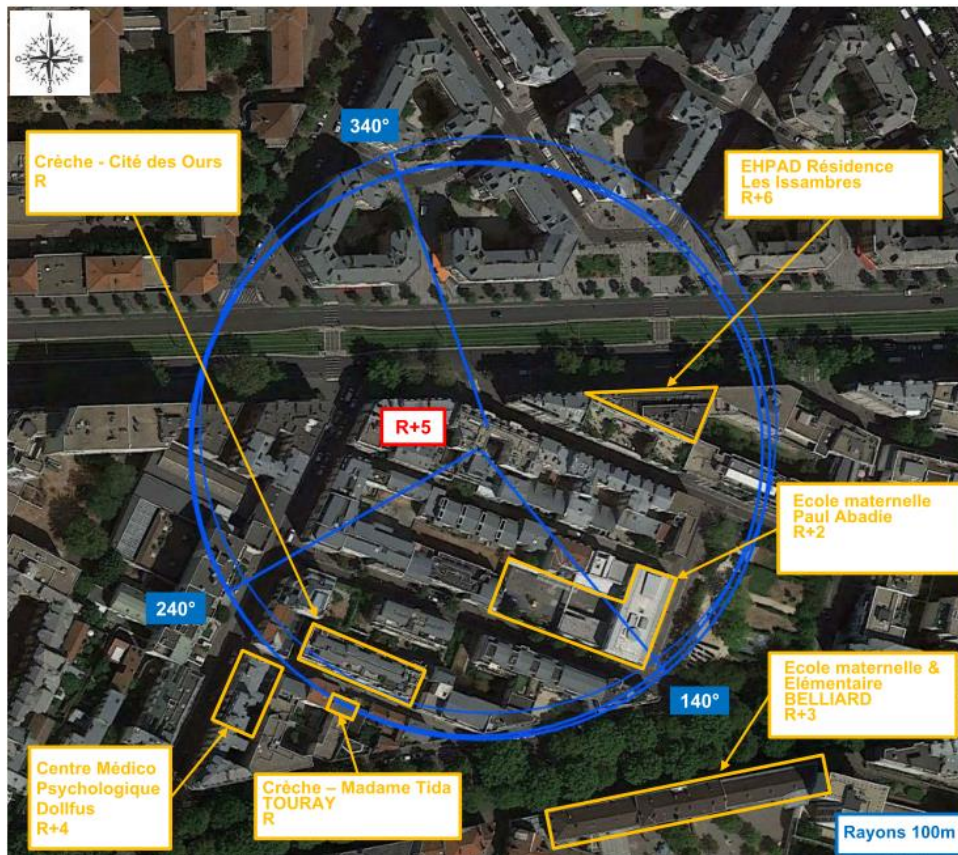 N
O
E
S
340°
Crèche - Cité des Ours
R
EHPAD Résidence
Les Issambres
R+6
R+5
Ecole maternelle
Paul Abadie
R+2
240°
140°
Ecole maternelle &
Elémentaire
BELLIARD
R+3
Centre Médico
Psychologique
Dollfus
R+4
Crèche – Madame Tida
TOURAY
R
Rayons 100m